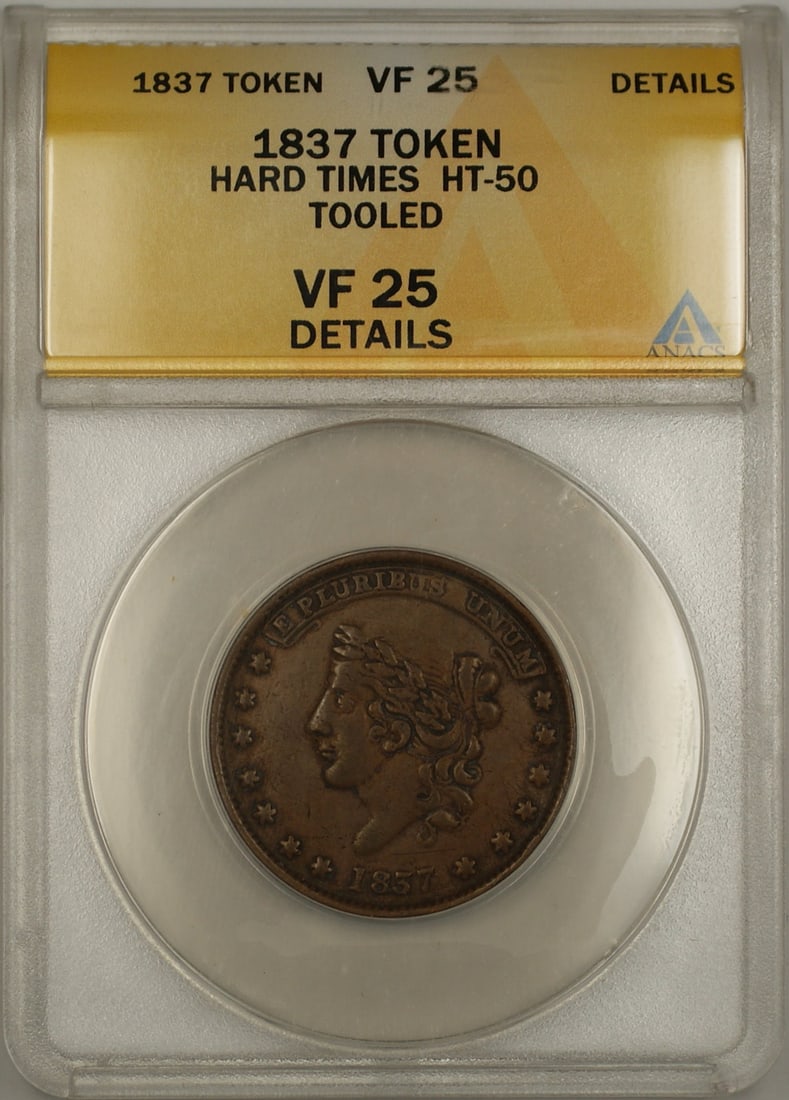 1837 TOKEN VF 25 DETAILS
1837 TOKEN
HARD TIMES HT-50
TOOLED
VF 25
DETAILS
ANACS
E PLURIBUS UNUM
1837